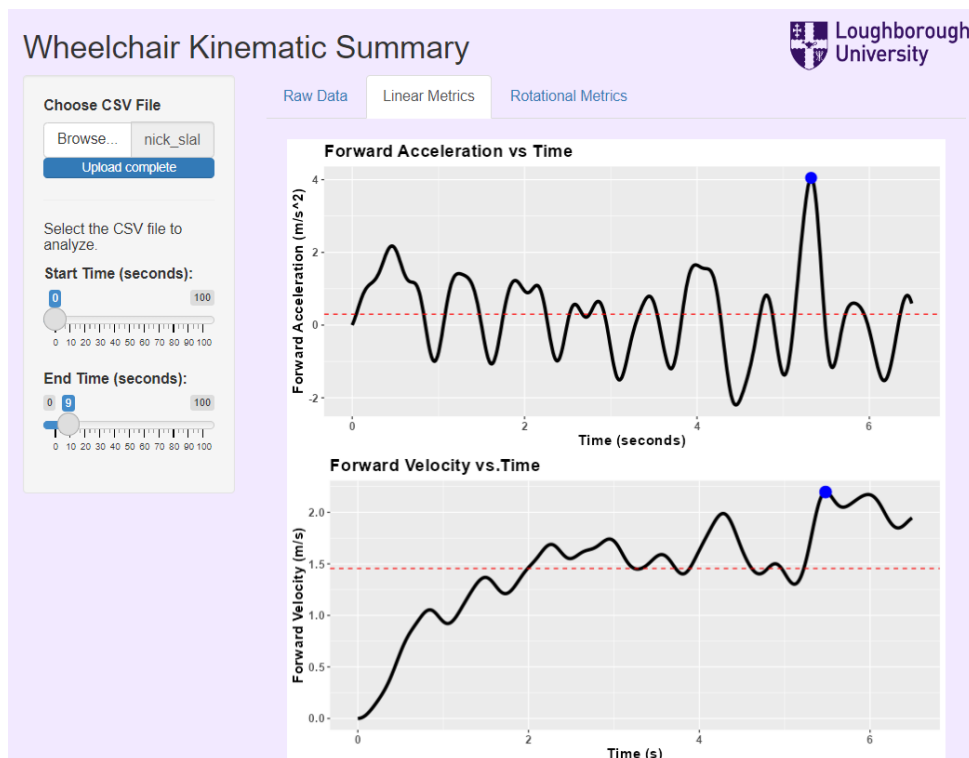 Wheelchair Kinematic Summary
Loughborough
University
Choose CSV File
Browse...
nick_slal
Upload complete
Select the CSV file to
analyze.
Start Time (seconds):
0
100
0 10 20 30 40 50 60 70 80 90 100
End Time (seconds):
0 9 100
0 10 20 30 40 50 60 70 80 90 100
Raw Data
Linear Metrics
Rotational Metrics
Forward Acceleration vs Time
Forward Acceleration (m/s^2)
4
2
0
-2
0 2 4 6
Time (seconds)
Forward Velocity vs.Time
Forward Velocity (m/s)
2.0
1.5
1.0
0.5
0.0
0 2 4 6
Time (s)